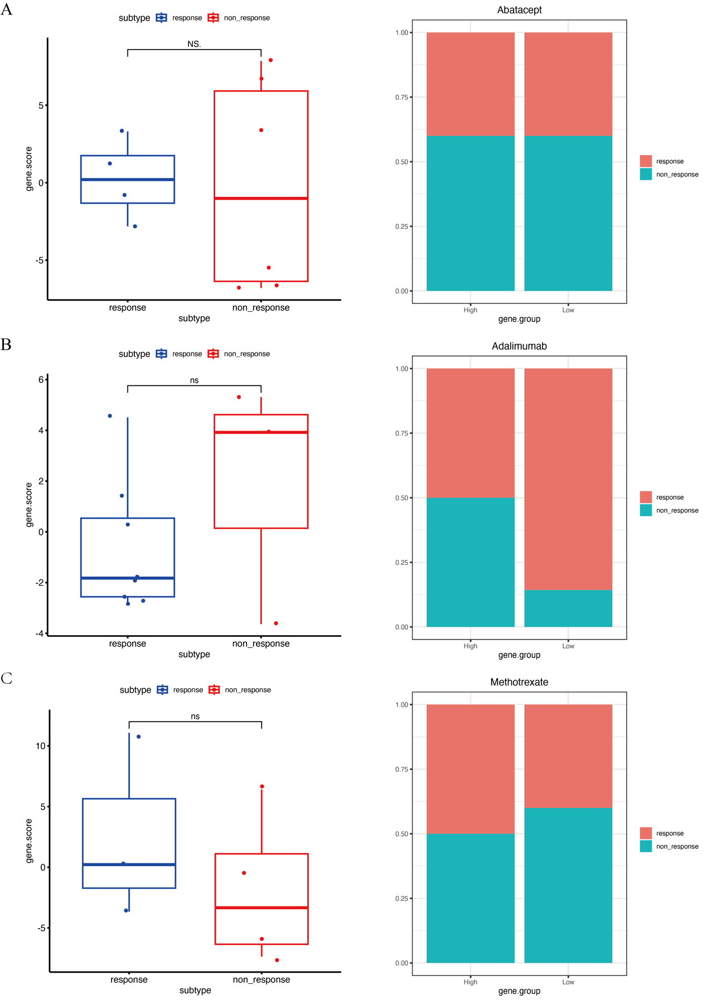 A
subtype response non_response
NS.
5
0
-5
gene.score
response non_response
subtype
Abatacept
1.00
0.75
0.50
0.25
0.00
High Low
gene.group
response
non_response
B
subtype response non_response
ns
6
4
2
0
-2
-4
gene.score
response non_response
subtype
Adalimumab
1.00
0.75
0.50
0.25
0.00
High Low
gene.group
response
non_response
C
subtype response non_response
ns
10
5
0
-5
gene.score
response non_response
subtype
Methotrexate
1.00
0.75
0.50
0.25
0.00
High Low
gene.group
response
non_response